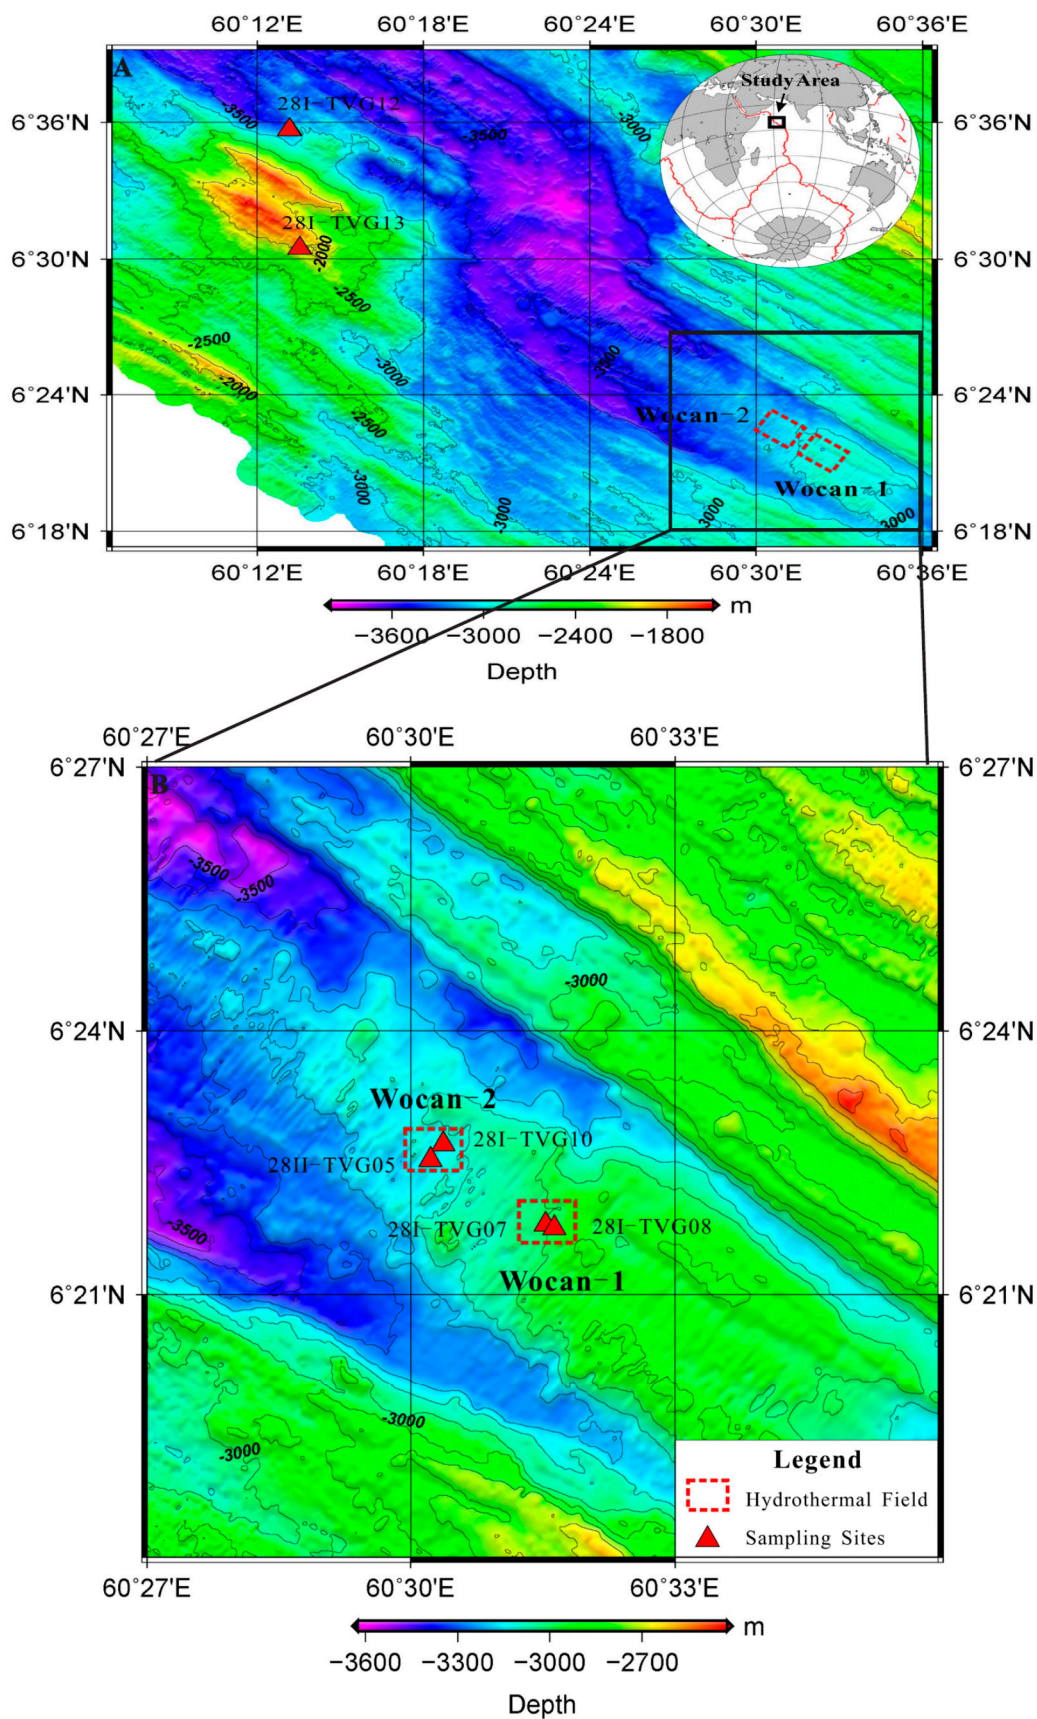 60°12'E 60°18'E 60°24'E 60°30'E 60°36'E
A
Study Area
28I-TVG12
-3500
-3500
-3000
6°36'N 6°36'N
28I-TVG13
-2000
6°30'N 6°30'N
-2500
-2500
-3000
-3500
-2000
6°24'N 6°24'N
-2500
Wocan-2
Wocan-1
-3000
-3000
3000
3000
6°18'N 6°18'N
60°12'E 60°18'E 60°24'E 60°30'E 60°36'E
m
-3600 -3000 -2400 -1800
Depth
60°27'E 60°30'E 60°33'E
6°27'N 6°27'N
B
-3500
-3500
-3000
6°24'N 6°24'N
Wocan-2
28I-TVG10
28II-TVG05
-3500
28I-TVG07 28I-TVG08
Wocan-1
6°21'N 6°21'N
-3000
-3000
Legend
Hydrothermal Field
Sampling Sites
60°27'E 60°30'E 60°33'E
m
-3600 -3300 -3000 -2700
Depth